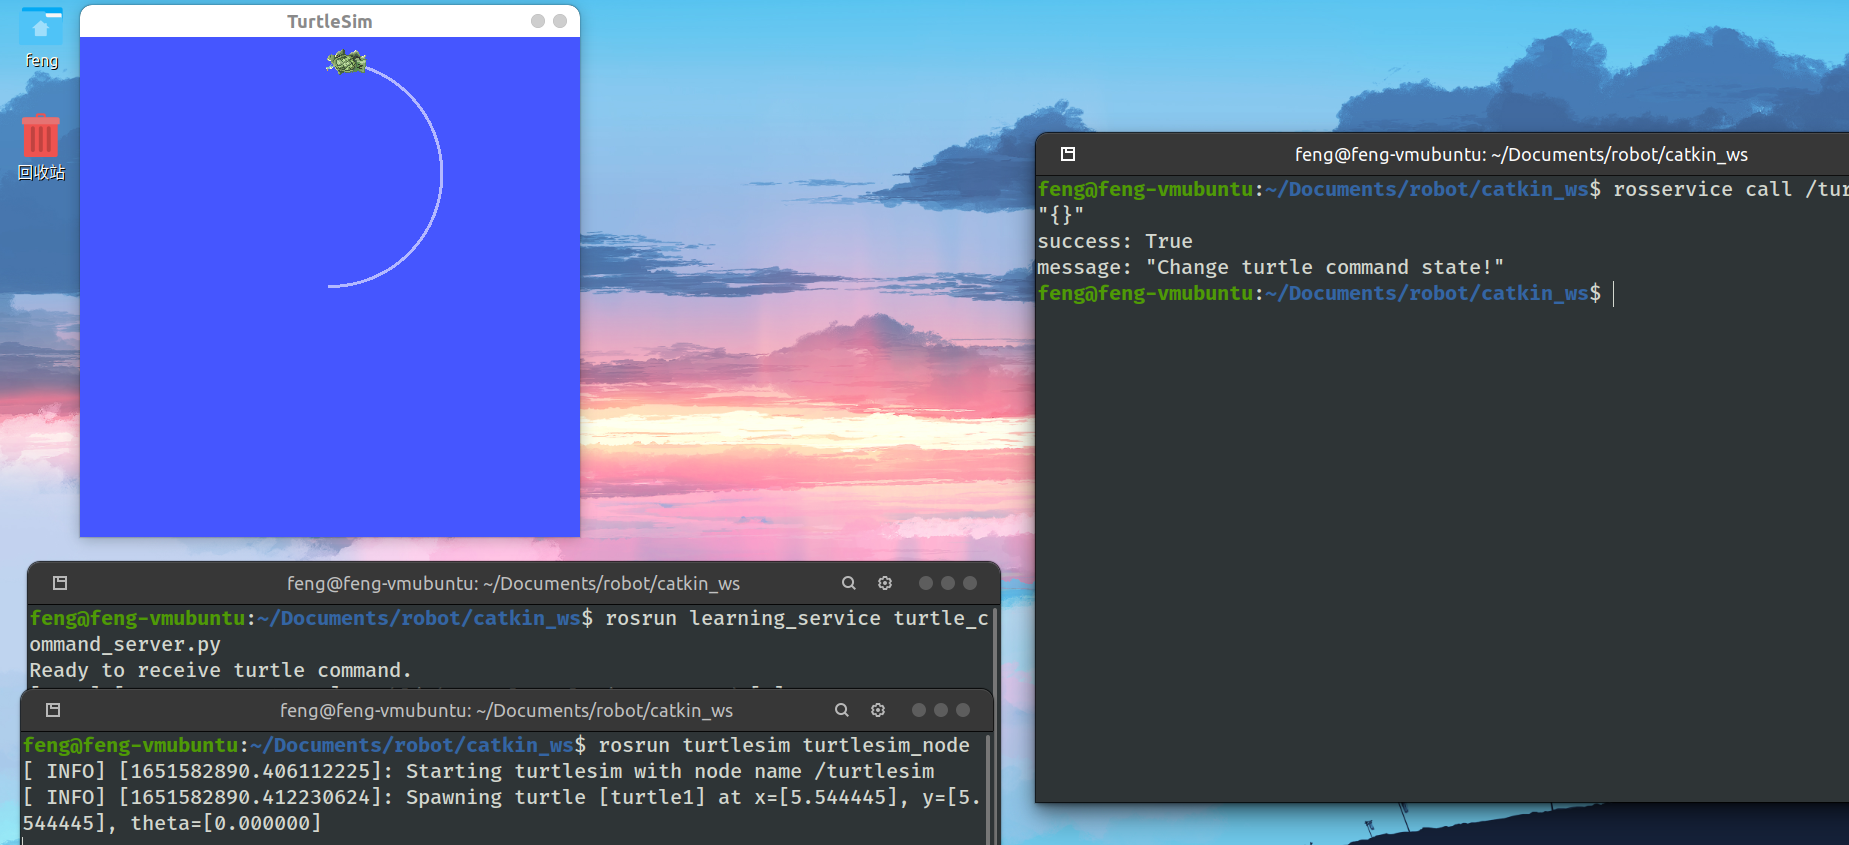 feng
回收站
TurtleSim
feng@feng-vmubuntu: ~/Documents/robot/catkin_ws
feng@feng-vmubuntu:~/Documents/robot/catkin_ws$ rosservice call /tur
"{}"
success: True
message: "Change turtle command state!"
feng@feng-vmubuntu:~/Documents/robot/catkin_ws$
feng@feng-vmubuntu: ~/Documents/robot/catkin_ws
feng@feng-vmubuntu:~/Documents/robot/catkin_ws$ rosrun learning_service turtle_c
ommand_server.py
Ready to receive turtle command.
feng@feng-vmubuntu: ~/Documents/robot/catkin_ws
feng@feng-vmubuntu:~/Documents/robot/catkin_ws$ rosrun turtlesim turtlesim_node
[ INFO] [1651582890.406112225]: Starting turtlesim with node name /turtlesim
[ INFO] [1651582890.412230624]: Spawning turtle [turtle1] at x=[5.544445], y=[5.
544445], theta=[0.000000]